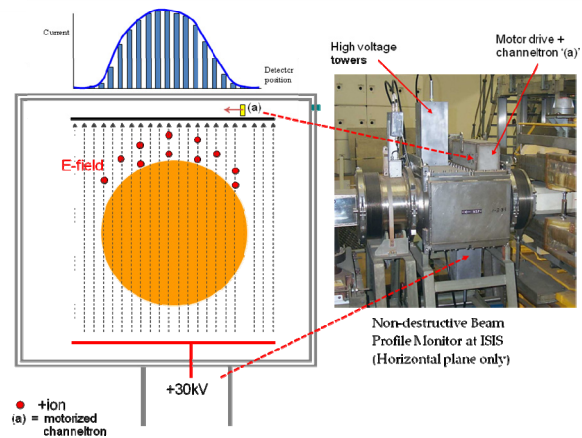 Current
Detector
position
(a)
E-field
+30kV
+ion
(a) = motorized
channeltron
High voltage
towers
Motor drive +
channeltron '(a)'
Non-destructive Beam
Profile Monitor at ISIS
(Horizontal plane only)